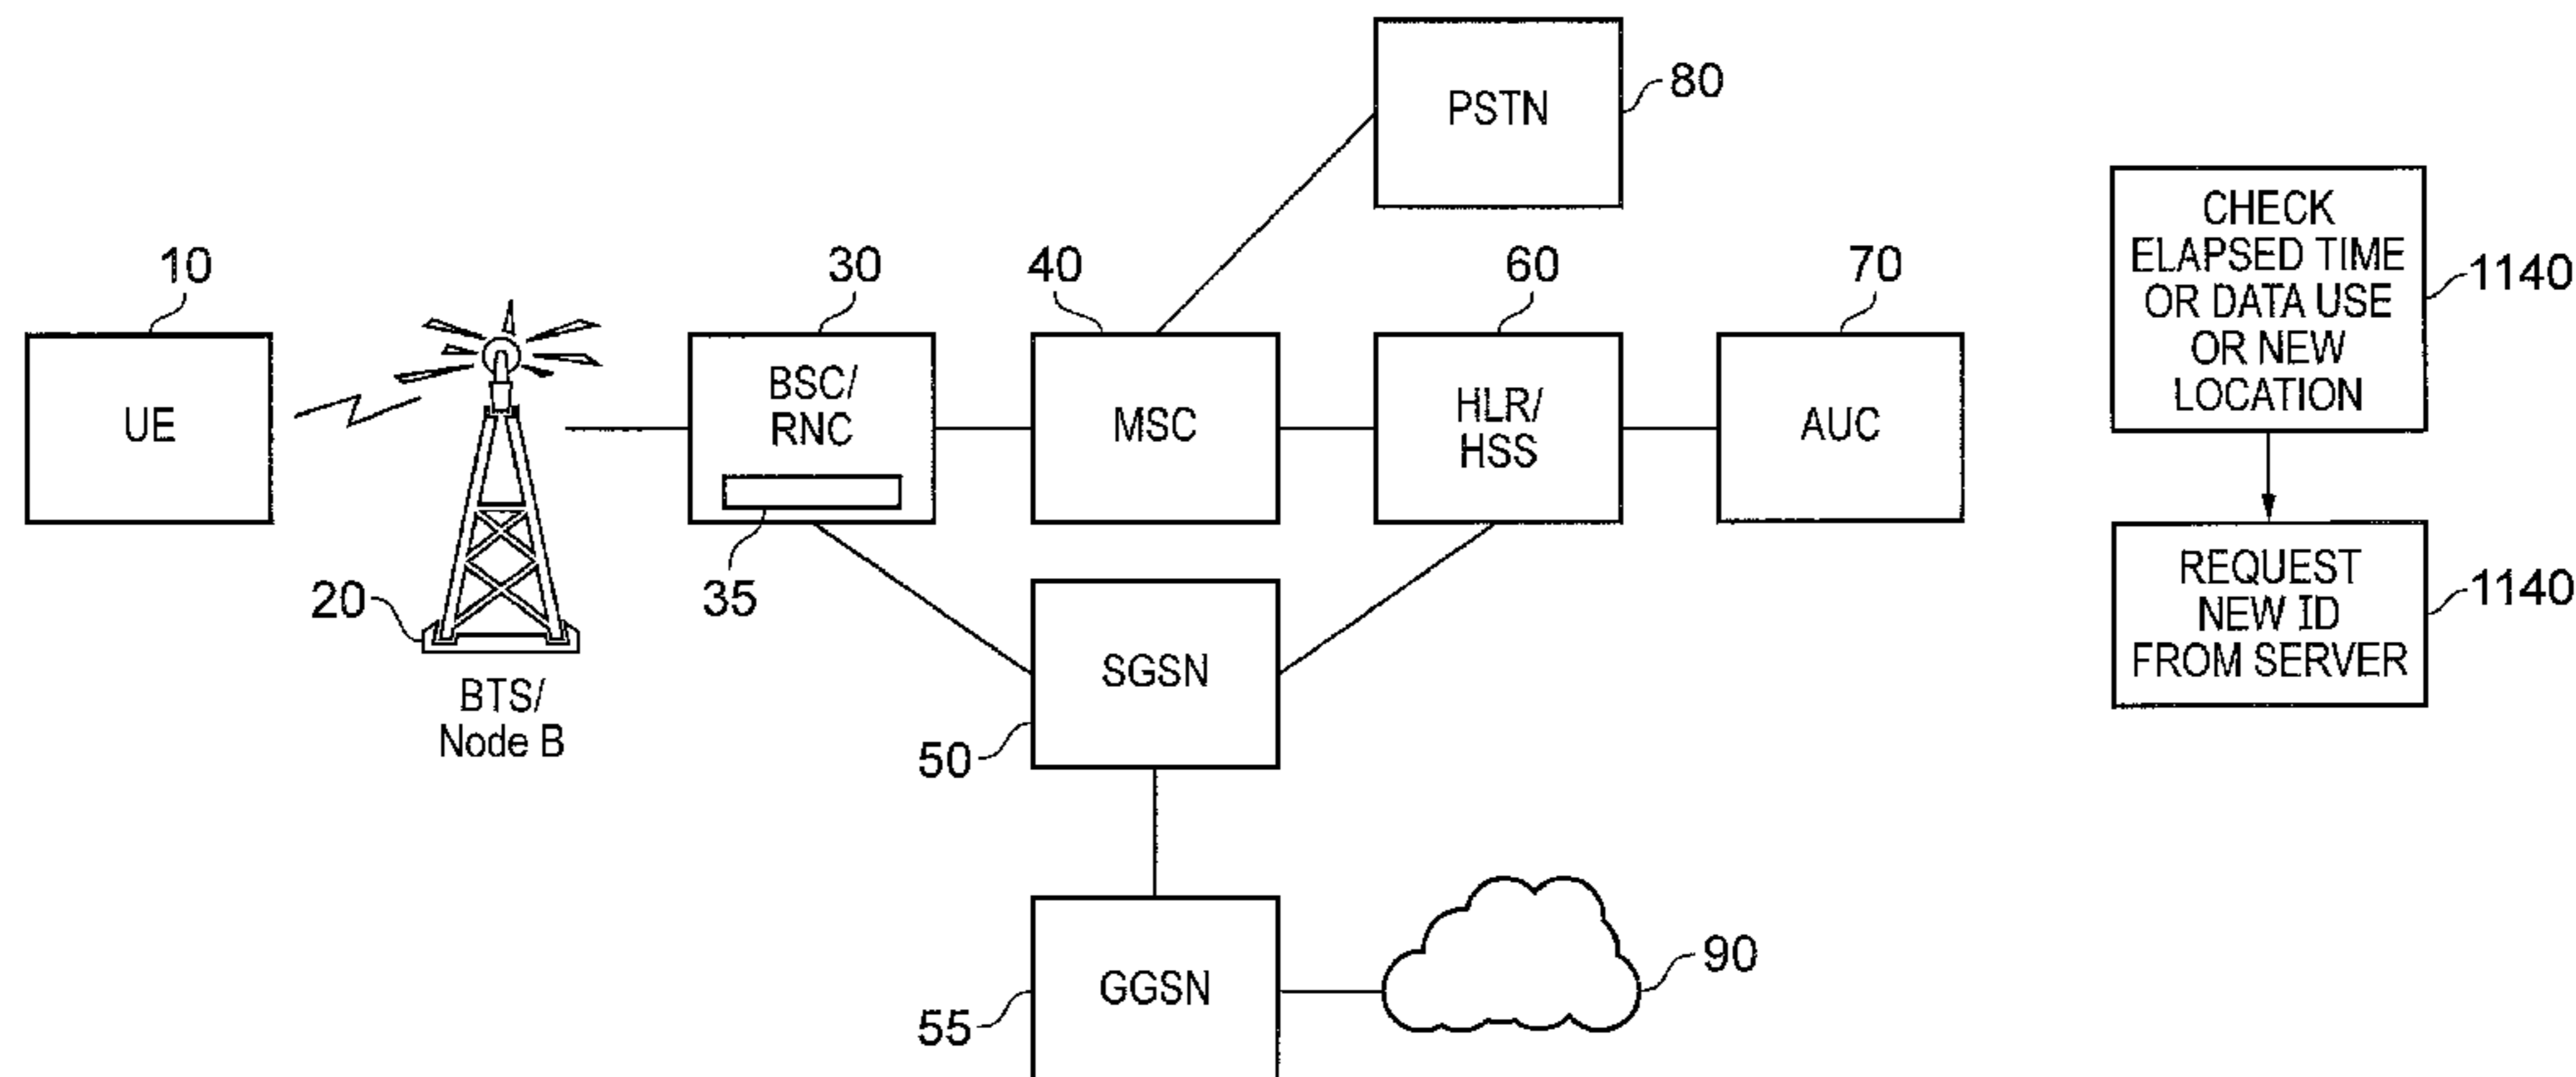 PSTN
80
10
UE
20
BTS/
Node B
30
BSC/
RNC
35
40
MSC
60
HLR/
HSS
70
AUC
SGSN
50
GGSN
55
90
CHECK
ELAPSED TIME
OR DATA USE
OR NEW
LOCATION
1140
REQUEST
NEW ID
FROM SERVER
1140